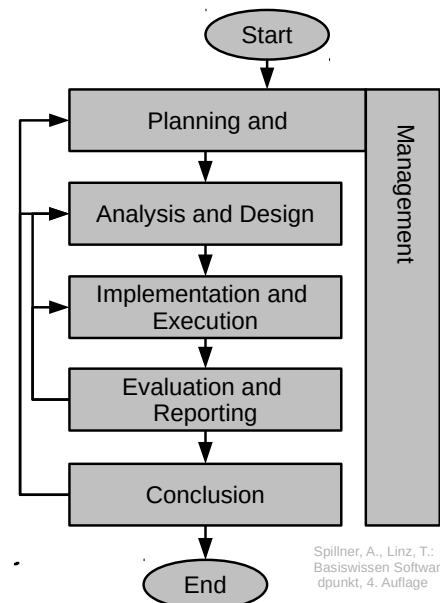 Start
Planning and
Management
Analysis and Design
Implementation and
Execution
Evaluation and
Reporting
Conclusion
End
Spillner, A., Linz, T.:
Basiswissen Softwar
dpunkt, 4. Auflage